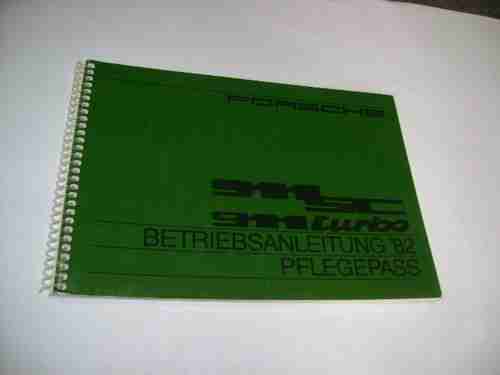 PORSCHE
911SC
911turbo
BETRIEBSANLEITUNG '82
PFLEGEPASS